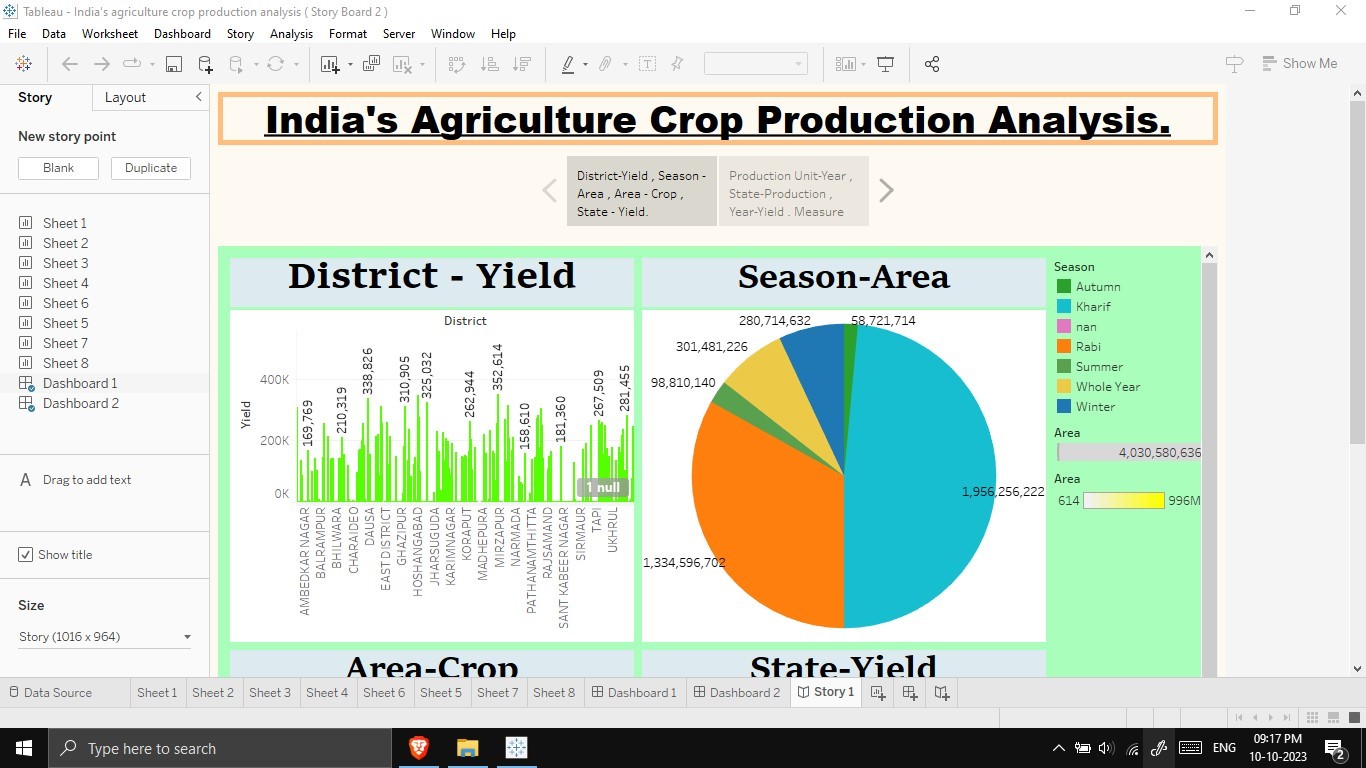 Tableau - India's agriculture crop production analysis ( Story Board 2 )
File Data Worksheet Dashboard Story Analysis Format Server Window Help
Show Me
Story Layout
New story point
Blank Duplicate
Sheet 1
Sheet 2
Sheet 3
Sheet 4
Sheet 6
Sheet 5
Sheet 7
Sheet 8
Dashboard 1
Dashboard 2
A Drag to add text
Show title
Size
Story (1016 x 964)
India's Agriculture Crop Production Analysis.
District-Yield , Season -
Area , Area - Crop ,
State - Yield.
Production Unit-Year ,
State-Production ,
Year-Yield . Measure
District - Yield
District
Yield
400K
200K
0K
169,769
210,319
338,826
310,905
325,032
262,944
352,614
158,610
181,360
267,509
281,455
1 null
AMBEDKAR NAGAR
BALRAMPUR
BHILWARA
CHARAIDEO
DAUSA
EAST DISTRICT
GHAZIPUR
HOSHANGABAD
JHARSUGUDA
KARIMNAGAR
KORAPUT
MADHEPURA
MIRZAPUR
NARMADA
PATHANAMTHITTA
RAJSAMAND
SANT KABEER NAGAR
SIRMAUR
TAPI
UKHRUL
Season-Area
280,714,632
58,721,714
301,481,226
98,810,140
1,956,256,222
1,334,596,702
Season
Autumn
Kharif
nan
Rabi
Summer
Whole Year
Winter
Area
4,030,580,636
Area
614 996M
Area-Crop
State-Yield
Data Source Sheet 1 Sheet 2 Sheet 3 Sheet 4 Sheet 6 Sheet 5 Sheet 7 Sheet 8 Dashboard 1 Dashboard 2 Story 1
Type here to search
ENG
09:17 PM
10-10-2023
2